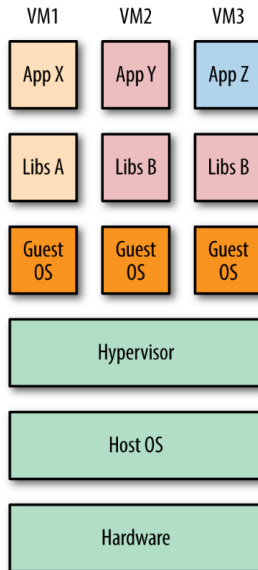 VM1 VM2 VM3
App X App Y App Z
Libs A Libs B Libs B
Guest Guest Guest
OS OS OS
Hypervisor
Host OS
Hardware